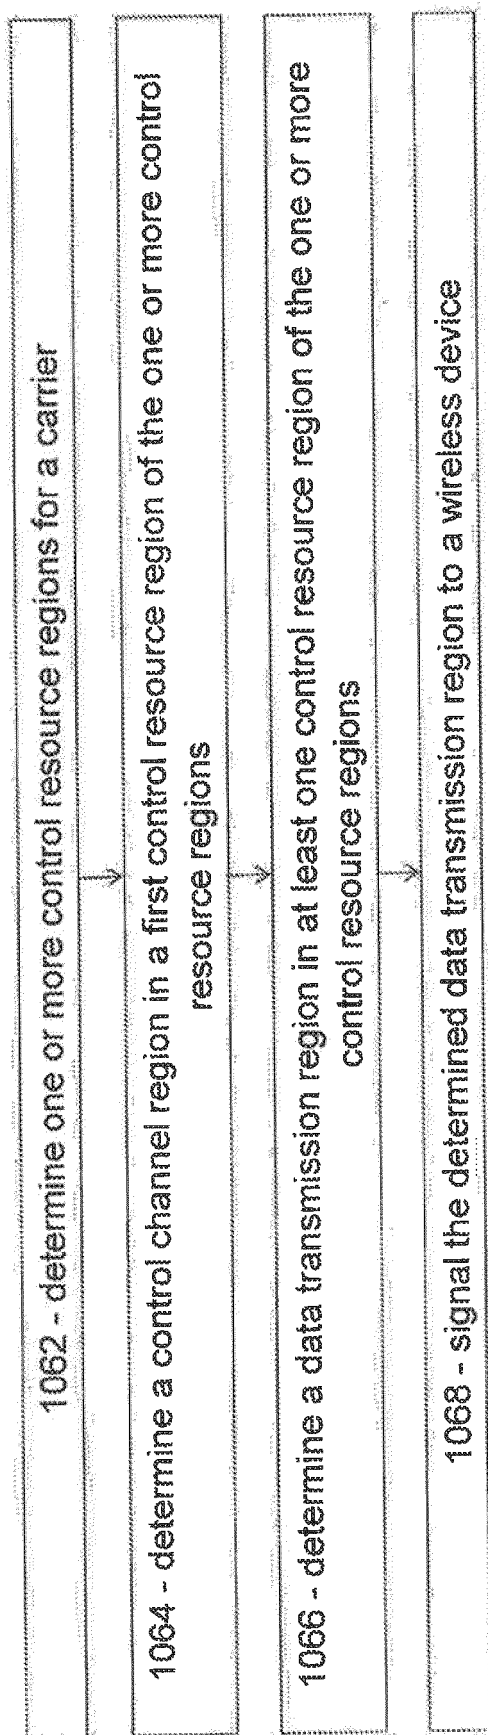 1062 - determine one or more control resource regions for a carrier
1064 - determine a control channel region in a first control resource region of the one or more control
resource regions
1066 - determine a data transmission region in at least one control resource region of the one or more
control resource regions
1068 - signal the determined data transmission region to a wireless device